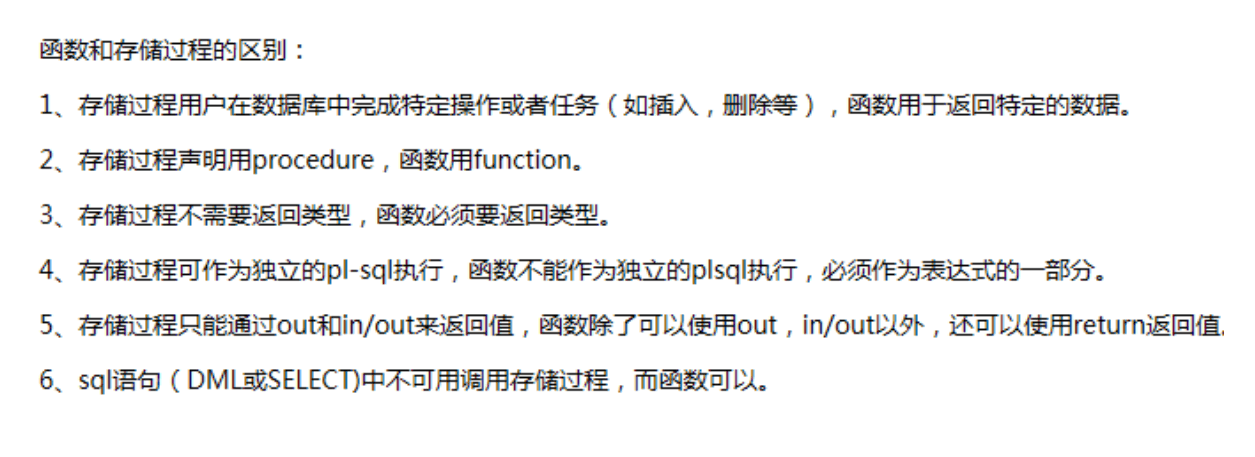 函数和存储过程的区别：
1、存储过程用户在数据库中完成特定操作或者任务（如插入，删除等），函数用于返回特定的数据。
2、存储过程声明用procedure，函数用function。
3、存储过程不需要返回类型，函数必须要返回类型。
4、存储过程可作为独立的pl-sql执行，函数不能作为独立的plsql执行，必须作为表达式的一部分。
5、存储过程只能通过out和in/out来返回值，函数除了可以使用out，in/out以外，还可以使用return返回值.
6、sql语句（DML或SELECT)中不可用调用存储过程，而函数可以。